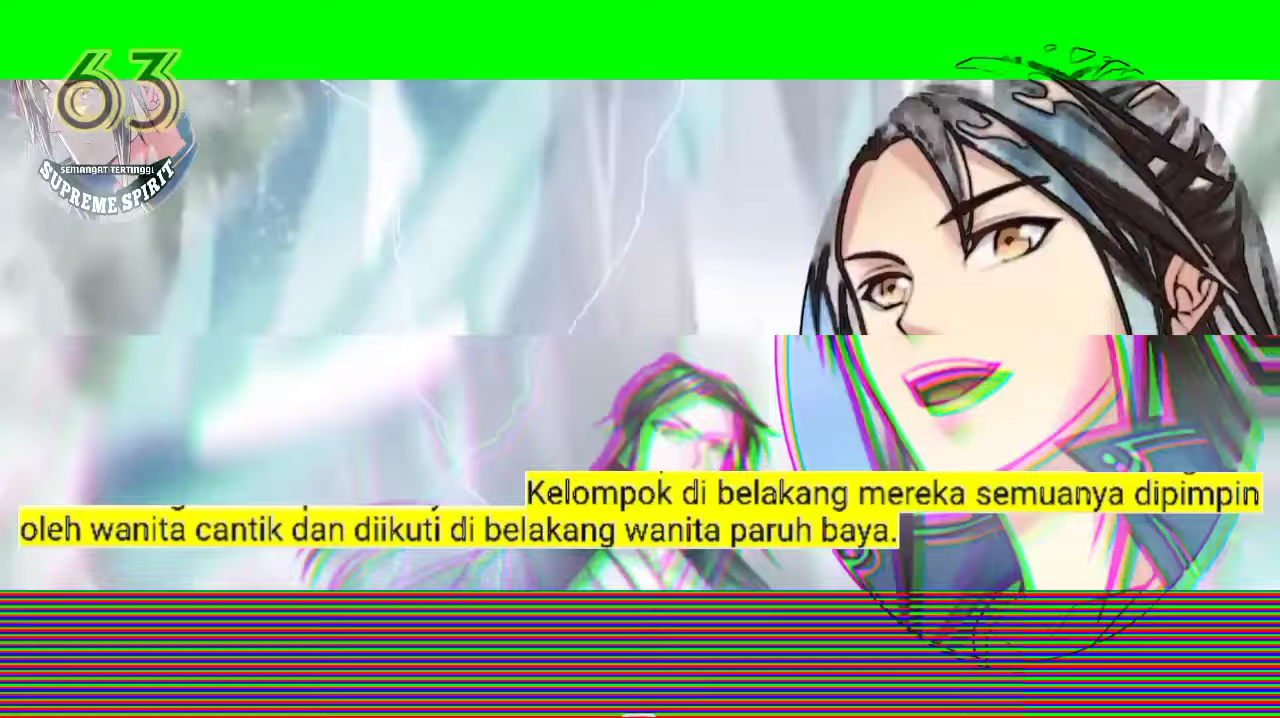 63
SEMANGAT TERTINGGI
SUPREME SPIRIT
Kelompok di belakang mereka semuanya dipimpin
oleh wanita cantik dan diikuti di belakang wanita paruh baya.